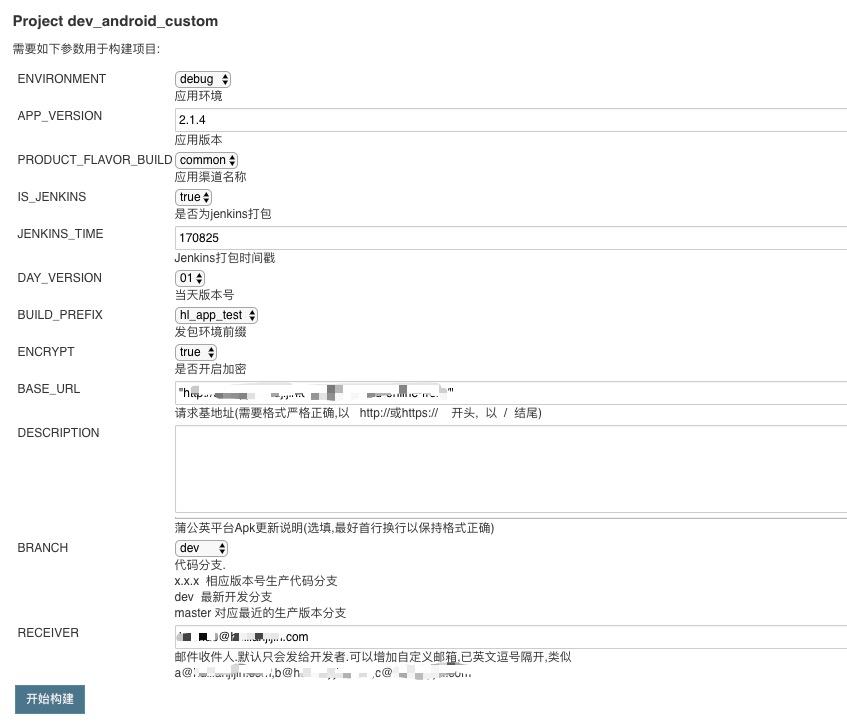 Project dev_android_custom
需要如下参数用于构建项目:
ENVIRONMENT
debug
应用环境
APP_VERSION
2.1.4
应用版本
PRODUCT_FLAVOR_BUILD
common
应用渠道名称
IS_JENKINS
true
是否为jenkins打包
JENKINS_TIME
170825
Jenkins打包时间戳
DAY_VERSION
01
当天版本号
BUILD_PREFIX
hl_app_test
发包环境前缀
ENCRYPT
true
是否开启加密
BASE_URL
请求基地址(需要格式严格正确,以 http://或https:// 开头, 以 / 结尾)
DESCRIPTION
蒲公英平台Apk更新说明(选填,最好首行换行以保持格式正确)
BRANCH
dev
代码分支.
x.x.x 相应版本号生产代码分支
dev 最新开发分支
master 对应最近的生产版本分支
RECEIVER
.com
邮件收件人.默认只会发给开发者.可以增加自定义邮箱,已英文逗号隔开,类似
开始构建